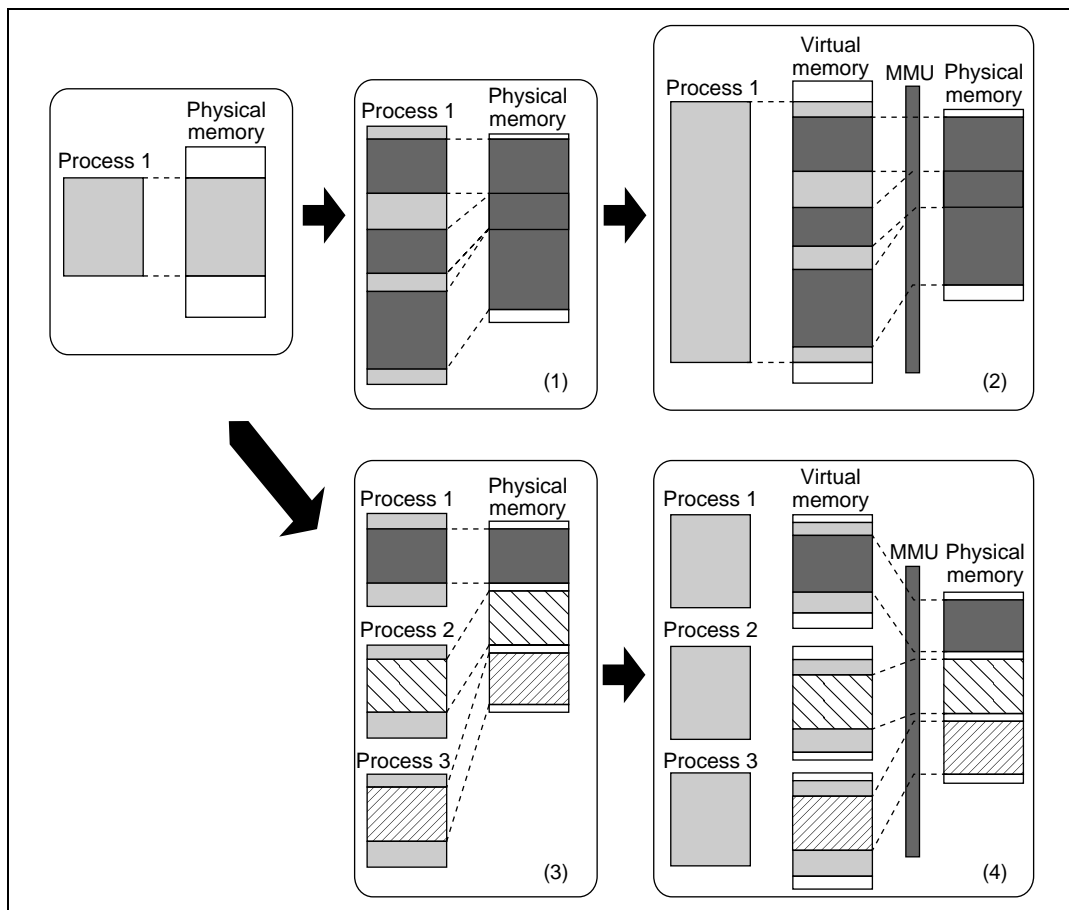 Physical
memory
Process 1
Process 1
Physical
memory
(1)
Process 1
Virtual
memory
MMU
Physical
memory
(2)
Process 1
Physical
memory
Process 2
Process 3
(3)
Process 1
Virtual
memory
MMU
Physical
memory
Process 2
Process 3
(4)